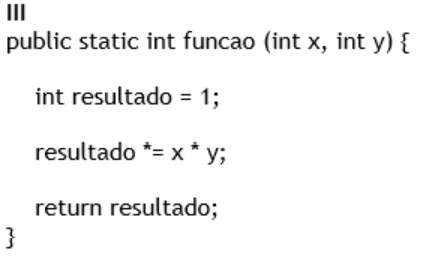 III
public static int funcao (int x, int y) {
int resultado = 1;
resultado *= x * y;
return resultado;
}